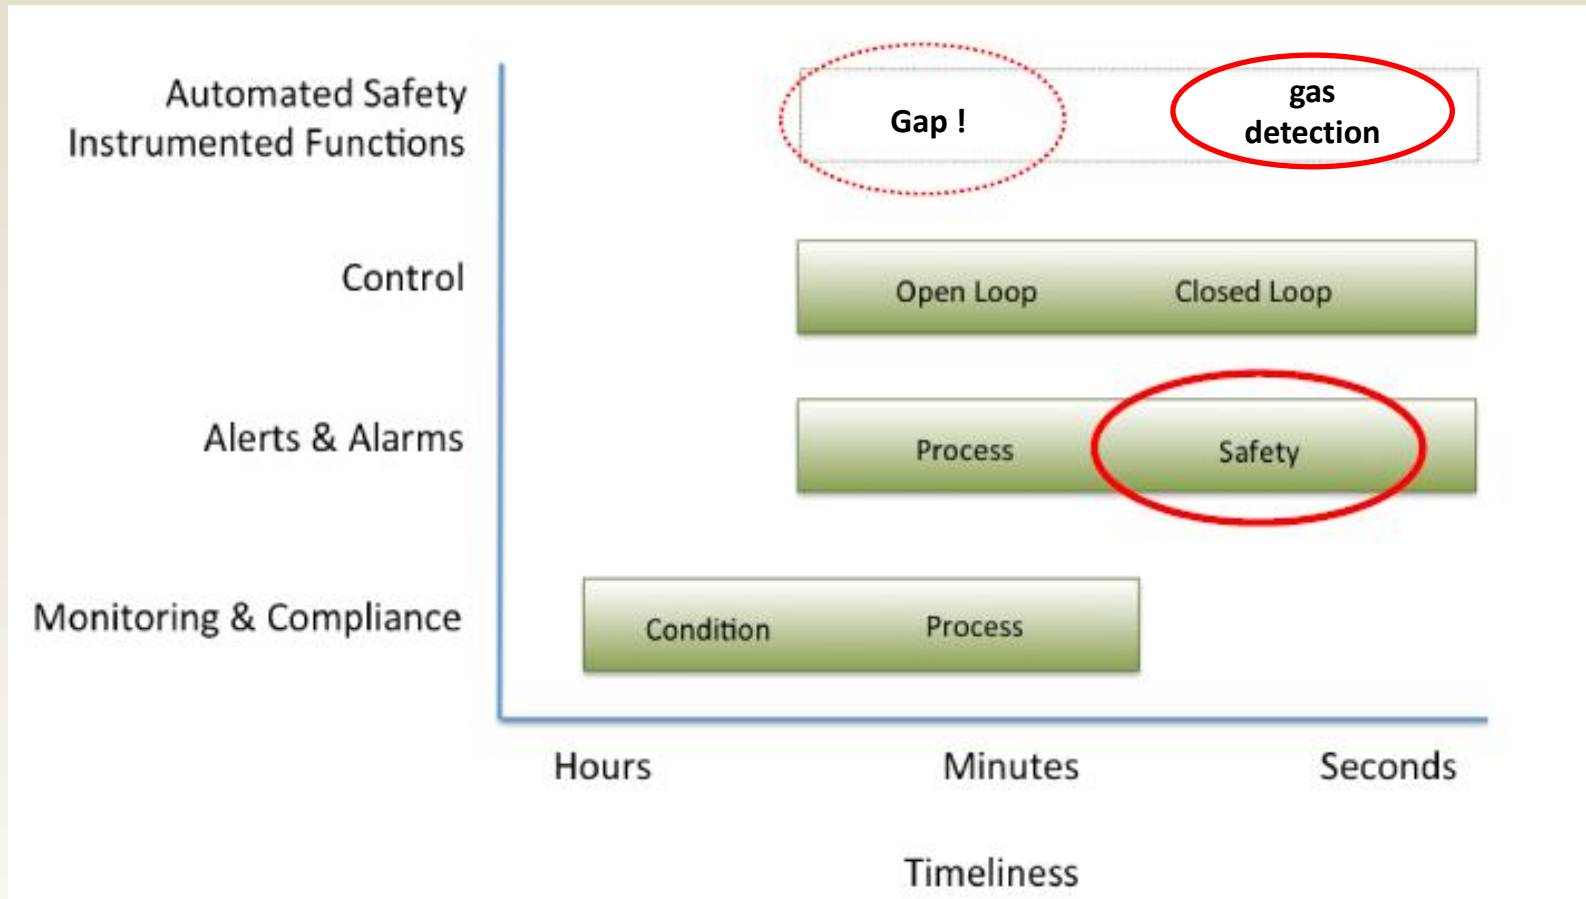 Automated Safety
Instrumented Functions
Gap !
gas
detection
Control
Open Loop
Closed Loop
Alerts & Alarms
Process
Safety
Monitoring & Compliance
Condition
Process
Hours
Minutes
Seconds
Timeliness